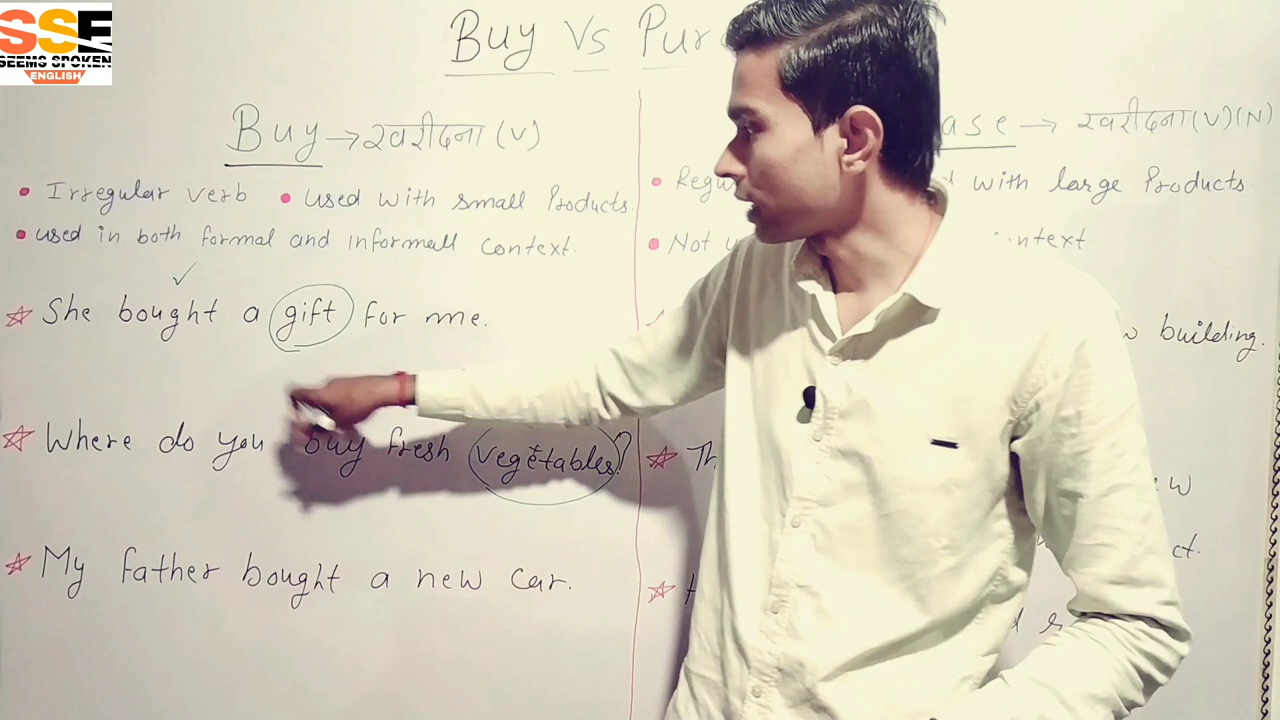 SSE
SEEMS SPOKEN
ENGLISH
Buy Vs Pur
Buy → खरीदना (V)
• Irregular verb • used with small Products.
• used in both formal and informall context.
✓
☆ She bought a gift for me.
☆ Where do you buy fresh vegetables?
☆ My father bought a new car.
ase → खरीदना (V)(N)
• Regu with large Products
• Not u ntext
building.
☆ Th
ct.
☆